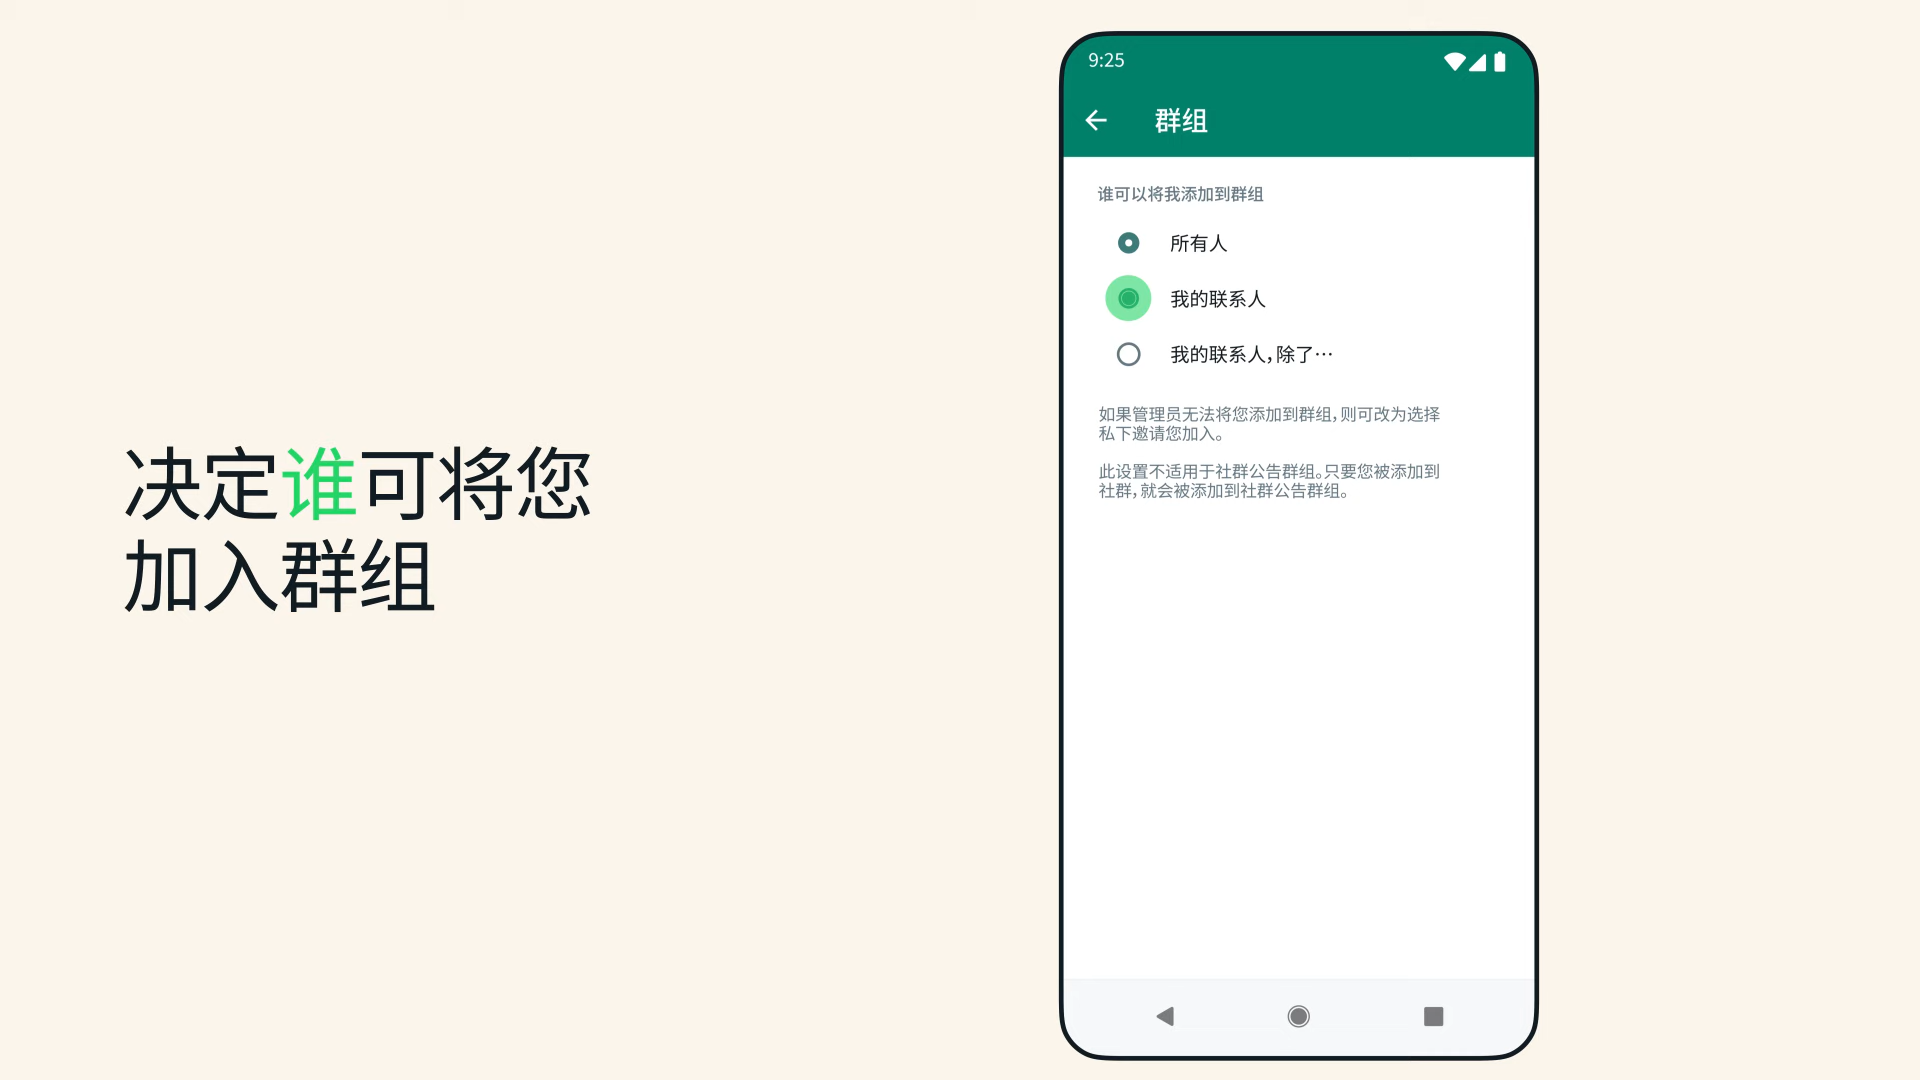 决定谁可将您
加入群组
9:25
群组
谁可以将我添加到群组
所有人
我的联系人
我的联系人，除了…
如果管理员无法将您添加到群组，则可改为选择
私下邀请您加入。
此设置不适用于社群公告群组。只要您被添加到
社群，就会被添加到社群公告群组。